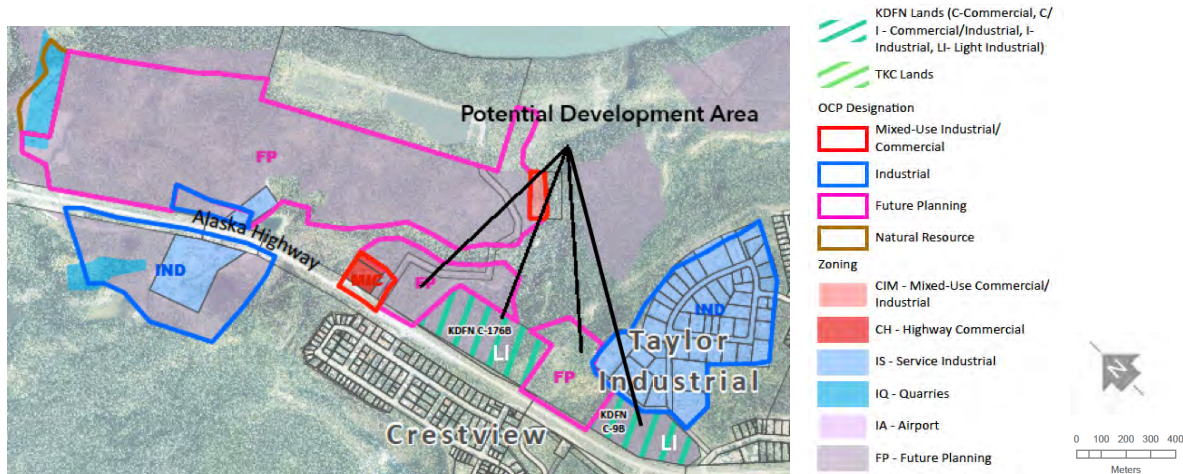 Potential Development Area
FP
Alaska Highway
IND
MIC
FP
IND
KDFN C-176B
LI
Taylor
Industrial
FP
KDFN
C-9B
LI
Crestview
KDFN Lands (C-Commercial, C/
I - Commercial/Industrial, I-
Industrial, LI- Light Industrial)
TKC Lands
OCP Designation
Mixed-Use Industrial/
Commercial
Industrial
Future Planning
Natural Resource
Zoning
CIM - Mixed-Use Commercial/
Industrial
CH - Highway Commercial
IS - Service Industrial
IQ - Quarries
IA - Airport
FP - Future Planning
N
0 100 200 300 400
Meters